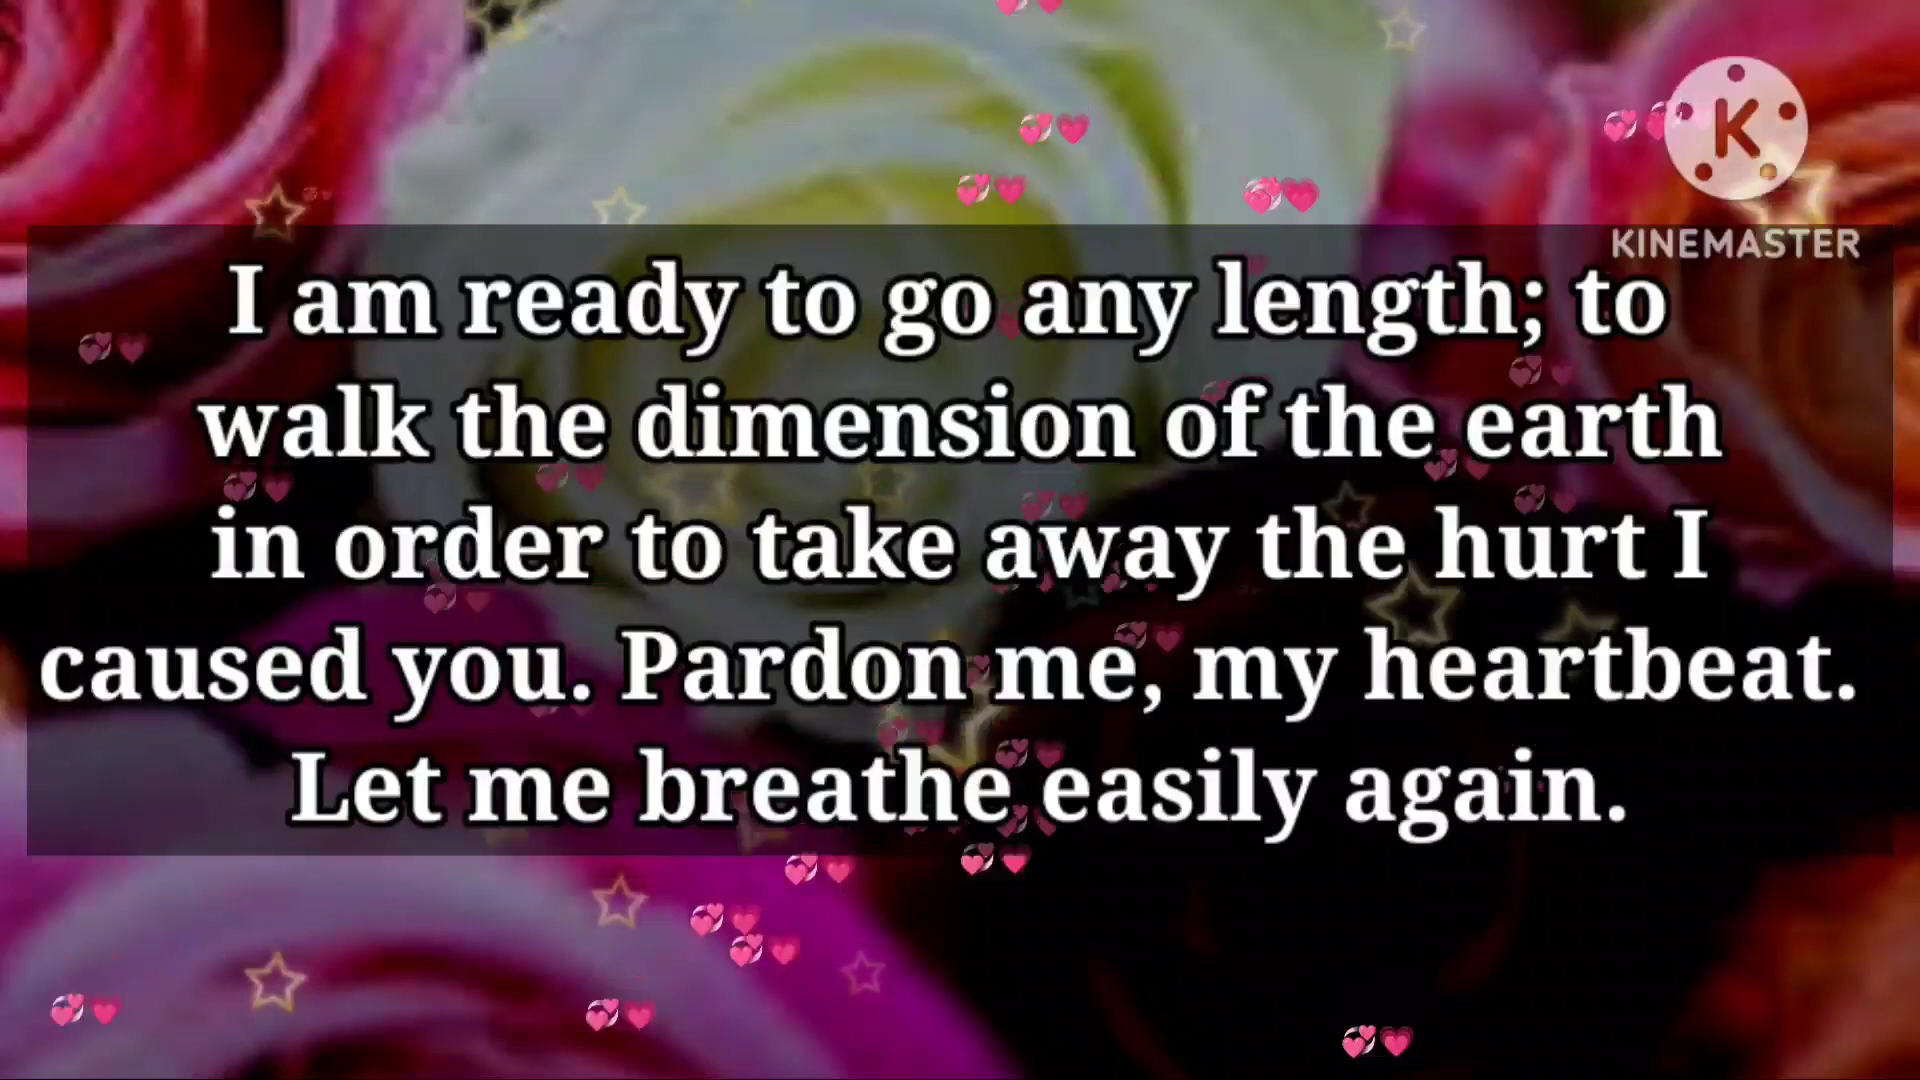 K
KINEMASTER
I am ready to go any length; to
walk the dimension of the earth
in order to take away the hurt I
caused you. Pardon me, my heartbeat.
Let me breathe easily again.